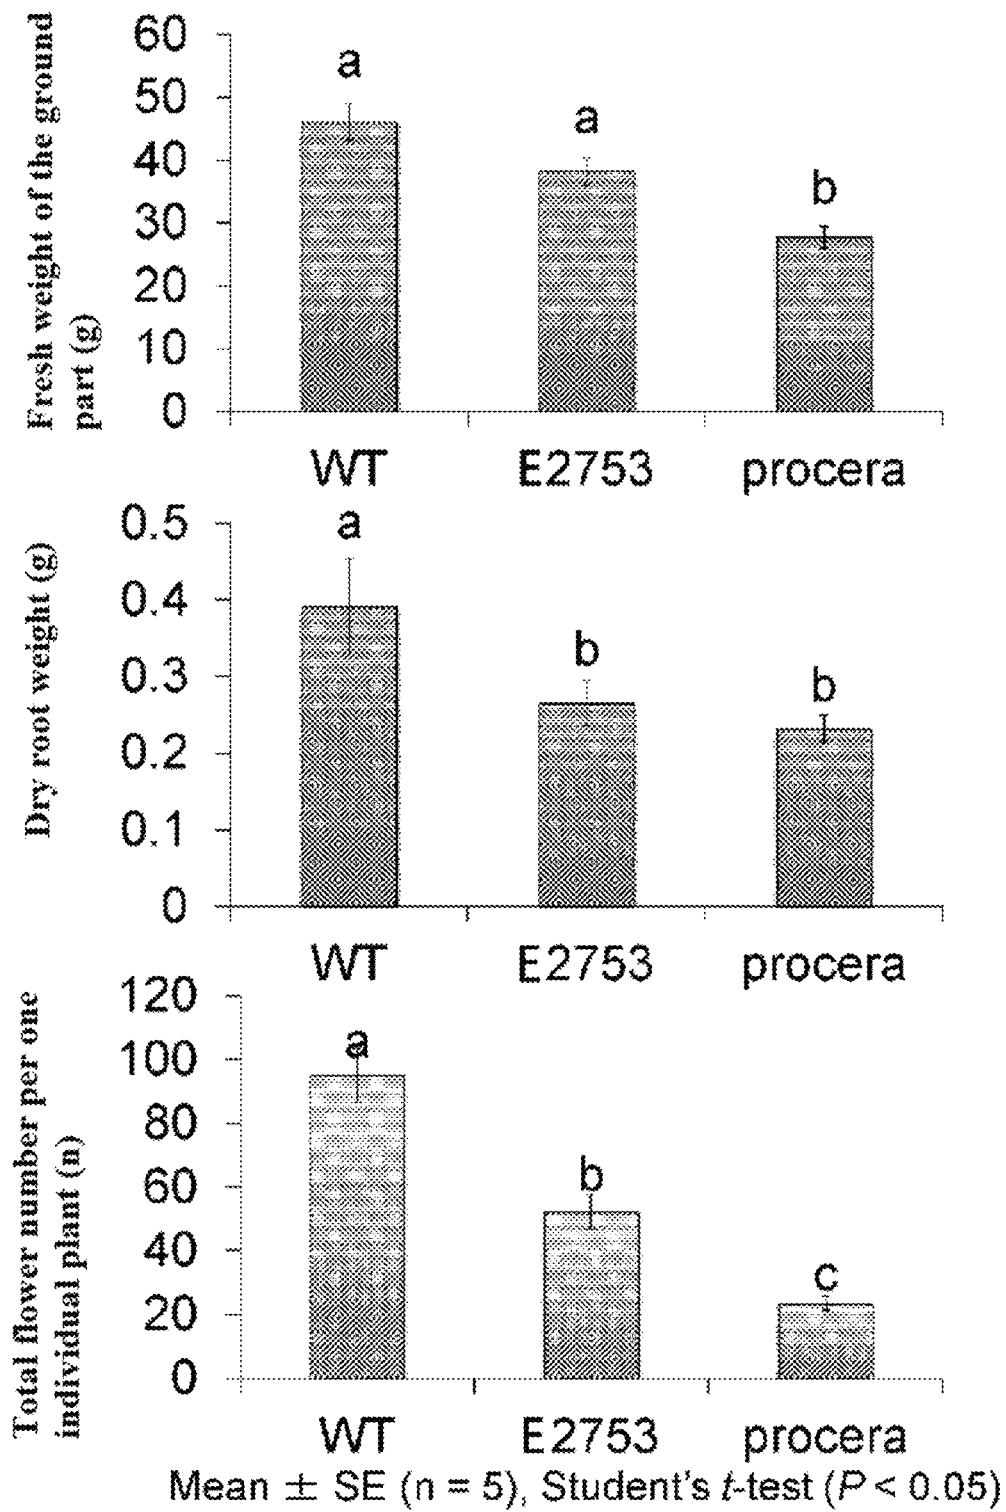 Fresh weight of the ground
part (g)
60
50
40
30
20
10
0
a
a
b
WT E2753 procera
Dry root weight (g)
0.5
0.4
0.3
0.2
0.1
0
a
b
b
WT E2753 procera
Total flower number per one
individual plant (n)
120
100
80
60
40
20
0
a
b
c
WT E2753 procera
Mean ± SE (n = 5), Student's t-test (P < 0.05)